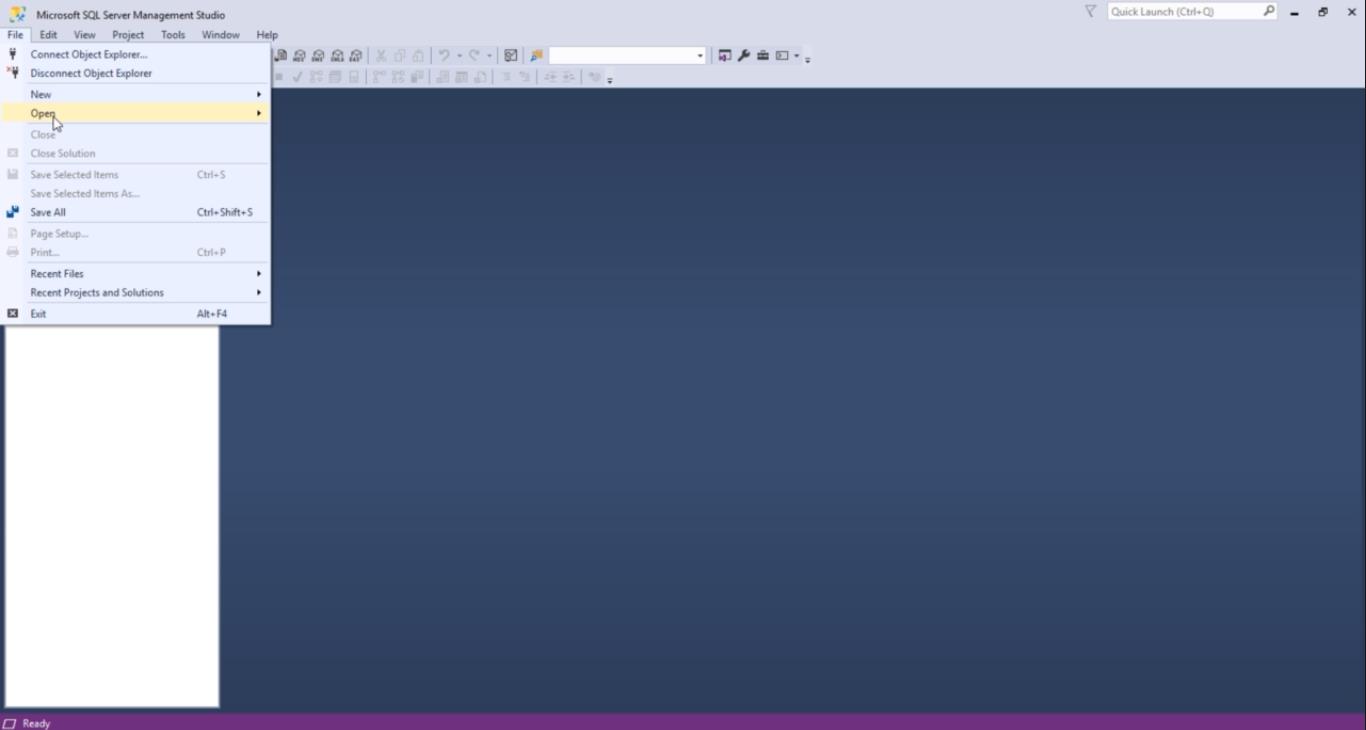 Microsoft SQL Server Management Studio
Quick Launch (Ctrl+Q)
File Edit View Project Tools Window Help
Connect Object Explorer...
Disconnect Object Explorer
New
Open
Close
Close Solution
Save Selected Items Ctrl+S
Save Selected Items As...
Save All Ctrl+Shift+S
Page Setup...
Print... Ctrl+P
Recent Files
Recent Projects and Solutions
Exit Alt+F4
Ready